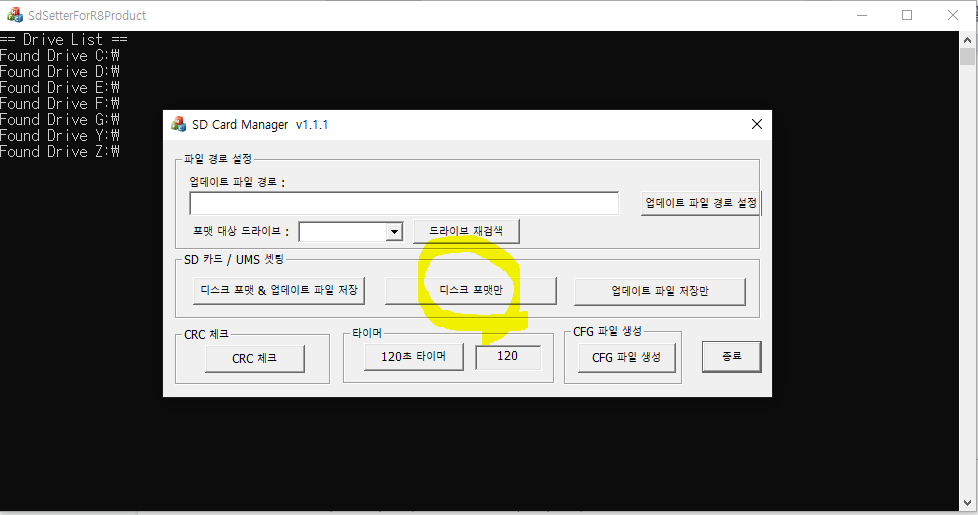 SdSetterForR8Product
== Drive List ==
Found Drive C:₩
Found Drive D:₩
Found Drive E:₩
Found Drive F:₩
Found Drive G:₩
Found Drive Y:₩
Found Drive Z:₩
SD Card Manager v1.1.1
파일 경로 설정
업데이트 파일 경로 :
업데이트 파일 경로 설정
포맷 대상 드라이브 :
드라이브 재검색
SD 카드 / UMS 셋팅
디스크 포맷 & 업데이트 파일 저장
디스크 포맷만
업데이트 파일 저장만
CRC 체크
CRC 체크
타이머
120초 타이머
120
CFG 파일 생성
CFG 파일 생성
종료